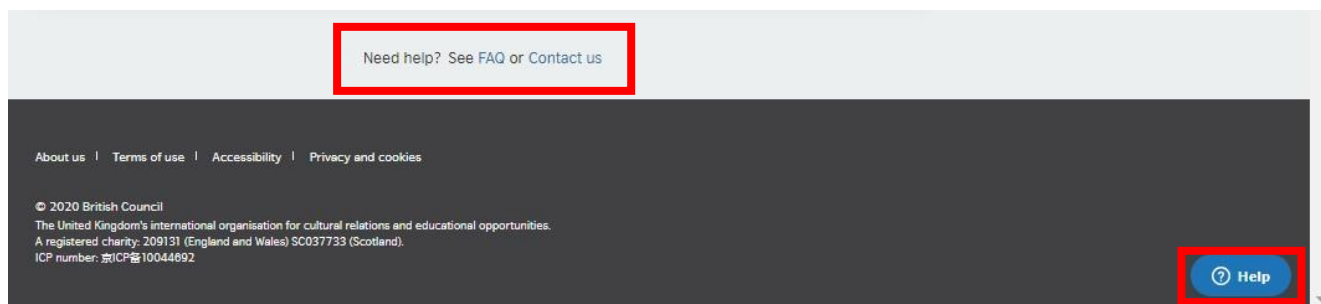 Need help? See FAQ or Contact us
About us | Terms of use | Accessibility | Privacy and cookies
© 2020 British Council
The United Kingdom's international organisation for cultural relations and educational opportunities.
A registered charity: 209131 (England and Wales) SC037733 (Scotland).
ICP number: 京ICP备10044692
? Help